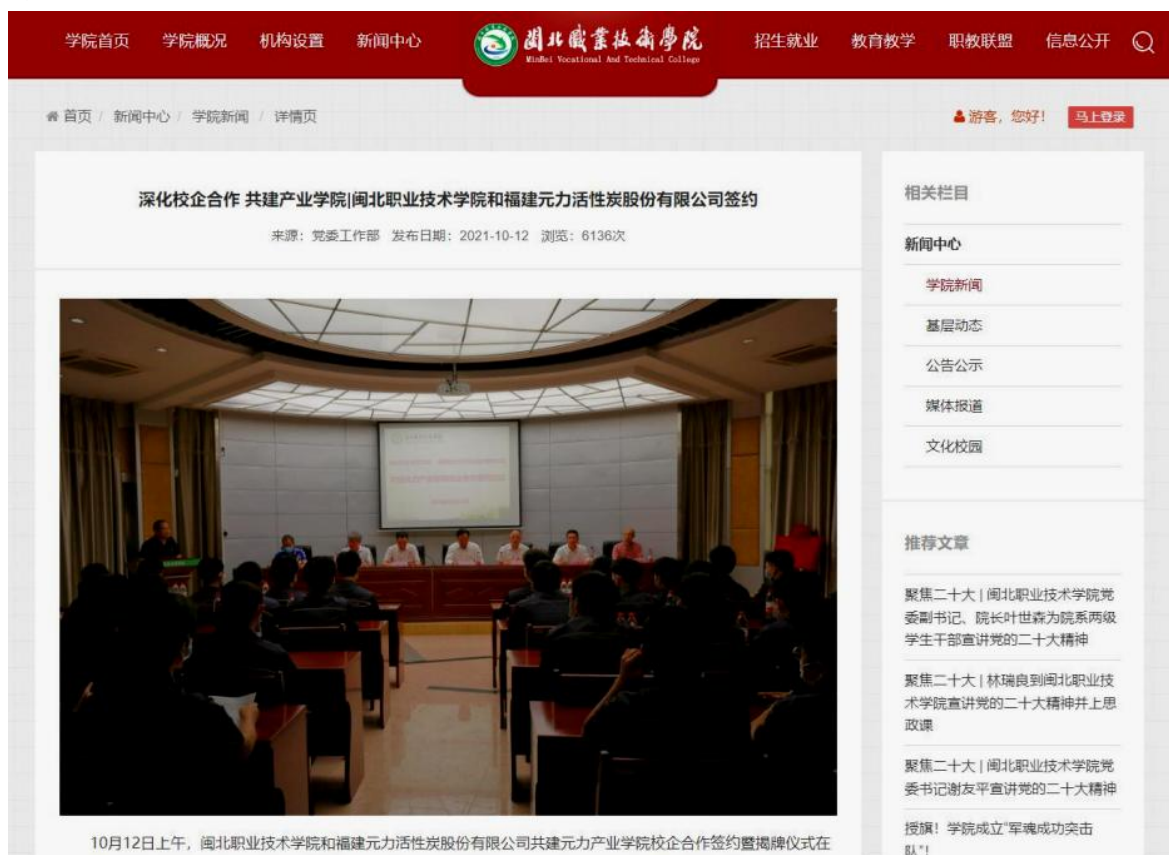 学院首页 学院概况 机构设置 新闻中心 闽北职业技术学院 招生就业 教育教学 职教联盟 信息公开
MinBei Vocational And Technical College
首页 / 新闻中心 / 学院新闻 / 详情页
游客，您好！ 马上登录
深化校企合作 共建产业学院|闽北职业技术学院和福建元力活性炭股份有限公司签约
来源：党委工作部 发布日期：2021-10-12 浏览：6136次
10月12日上午，闽北职业技术学院和福建元力活性炭股份有限公司共建元力产业学院校企合作签约暨揭牌仪式在
相关栏目
新闻中心
学院新闻
基层动态
公告公示
媒体报道
文化校园
推荐文章
聚焦二十大 | 闽北职业技术学院党
委副书记、院长叶世森为院系两级
学生干部宣讲党的二十大精神
聚焦二十大 | 林瑞良到闽北职业技
术学院宣讲党的二十大精神并上思
政课
聚焦二十大 | 闽北职业技术学院党
委书记谢友平宣讲党的二十大精神
授旗！学院成立“军魂成功突击
队”！